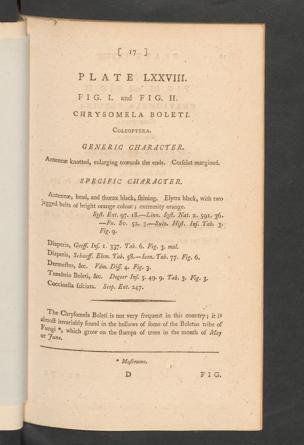 [ 17 ]
PLATE LXXVIII.
FIG. I. and FIG. II.
CHRYSOMELA BOLETI.
COLEOPTERA.
GENERIC CHARACTER.
Antennæ knotted, enlarging towards the ends. Corselet margined.
SPECIFIC CHARACTER.
Antennæ, head, and thorax black, shining. Elytra black, with two
jagged belts of bright orange colour; extremity orange.
Syst. Ent. 97. 18.—Linn. Syst. Nat. 2. 591. 36.
—Fn. Sv. 527.—Sultz. Hist. Inf. Tab. 3.
Fig. 9.
Diaperis, Geoff. Inf. 1. 337. Tab. 6. Fig. 3. mal.
Diaperis, Schæff. Elem. Tab. 58.—Icon. Tab. 77. Fig. 6.
Dermestes, &c. Udm. Diss. 4. Fig. 3.
Tenebrio Boleti, &c. Degeer Inf. 5. 49. 9. Tab. 3. Fig. 3.
Coccinella fasciata. Scop. Ent. 247.
The Chrysomela Boleti is not very frequent in this country; it is
almost invariably found in the hollows of some of the Boletus tribe of
Fungi *, which grow on the stumps of trees in the month of May
or June.
* Mushrooms.
D FIG.